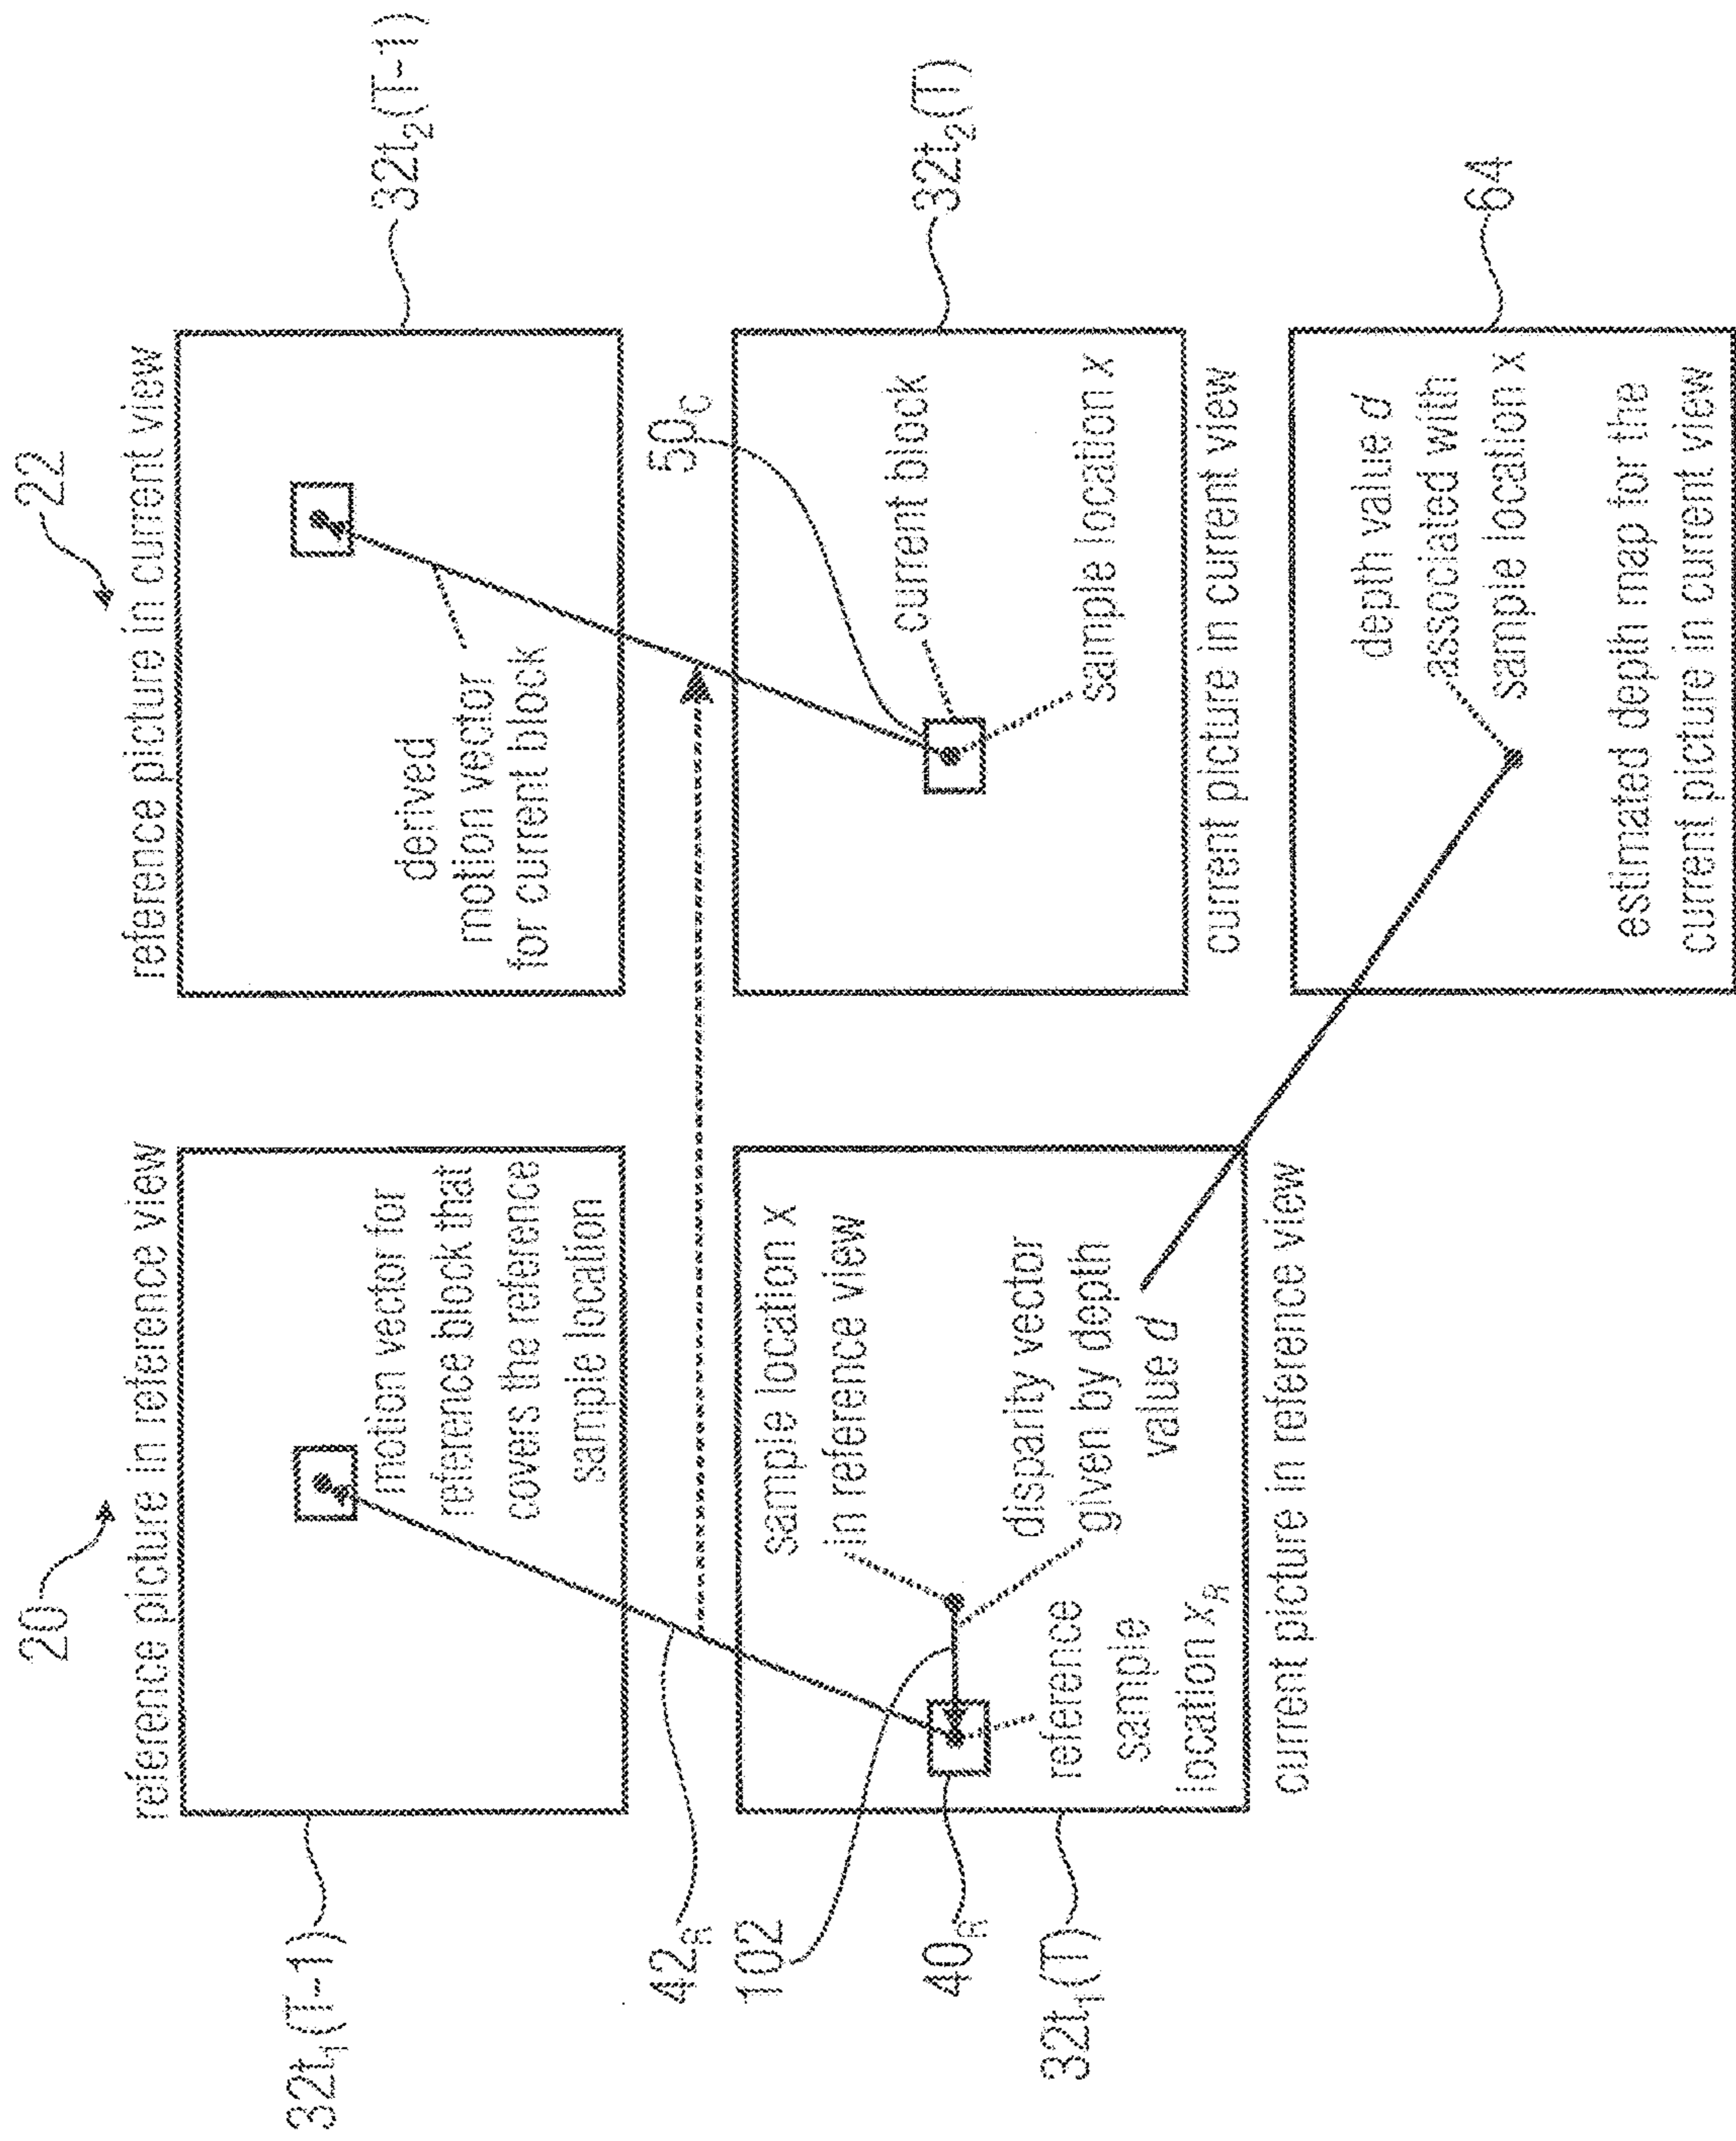 20
22
reference picture in reference view
reference picture in current view
32t₁(T-1)
motion vector for
reference block that
covers the reference
sample location
derived
motion vector
for current block
32t₂(T-1)
42_R
102
50_C
sample location x
in reference view
disparity vector
given by depth
value d
reference
sample
location x_R
40_R
32t₁(T)
current picture in reference view
current block
sample location x
32t₂(T)
current picture in current view
depth value d
associated with
sample location x
64
estimated depth map for the
current picture in current view